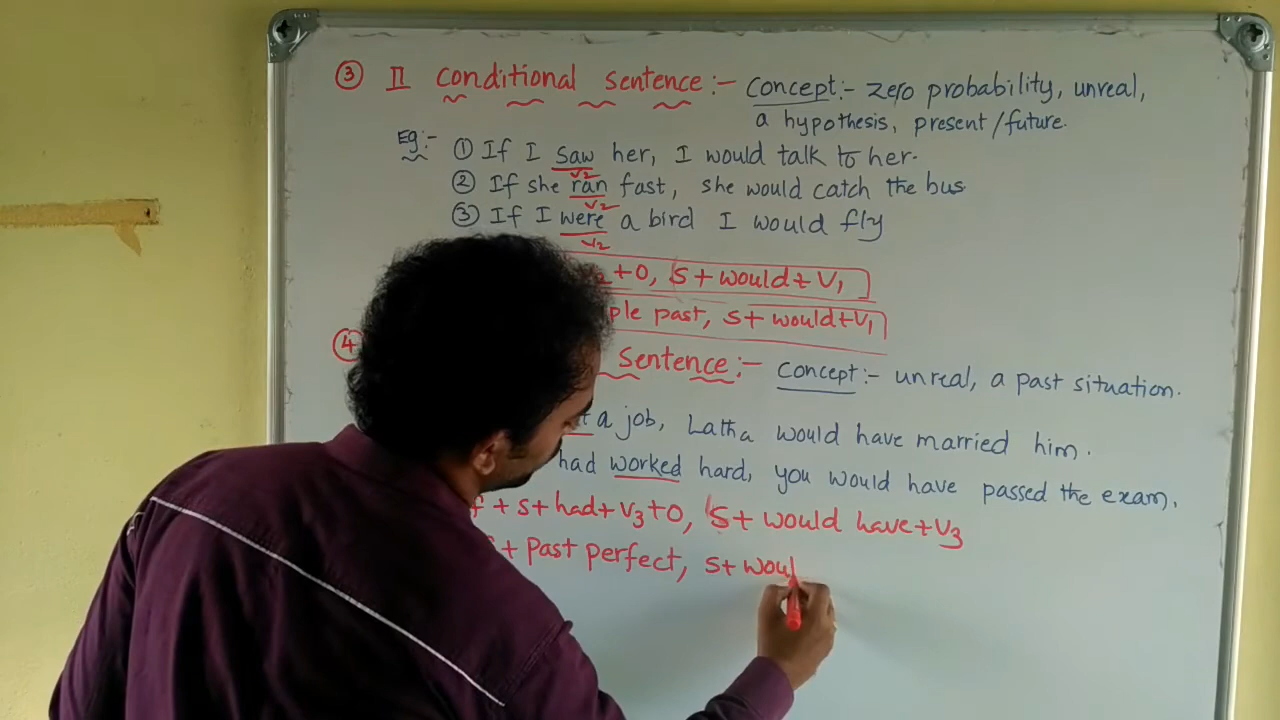 ③ II conditional sentence :- Concept :- zero probability, unreal,
a hypothesis, present/future.
Eg :- ① If I saw her, I would talk to her.
V2
② If she ran fast, she would catch the bus
V2
③ If I were a bird I would fly
V2
+O, S + would + V1
ple past, S + would + V1
④ Sentence :- Concept :- unreal, a past situation.
a job, Latha would have married him.
had worked hard, you would have passed the exam.
f + s + had + V3 + O, S + would have + V3
f + Past perfect, S + woul